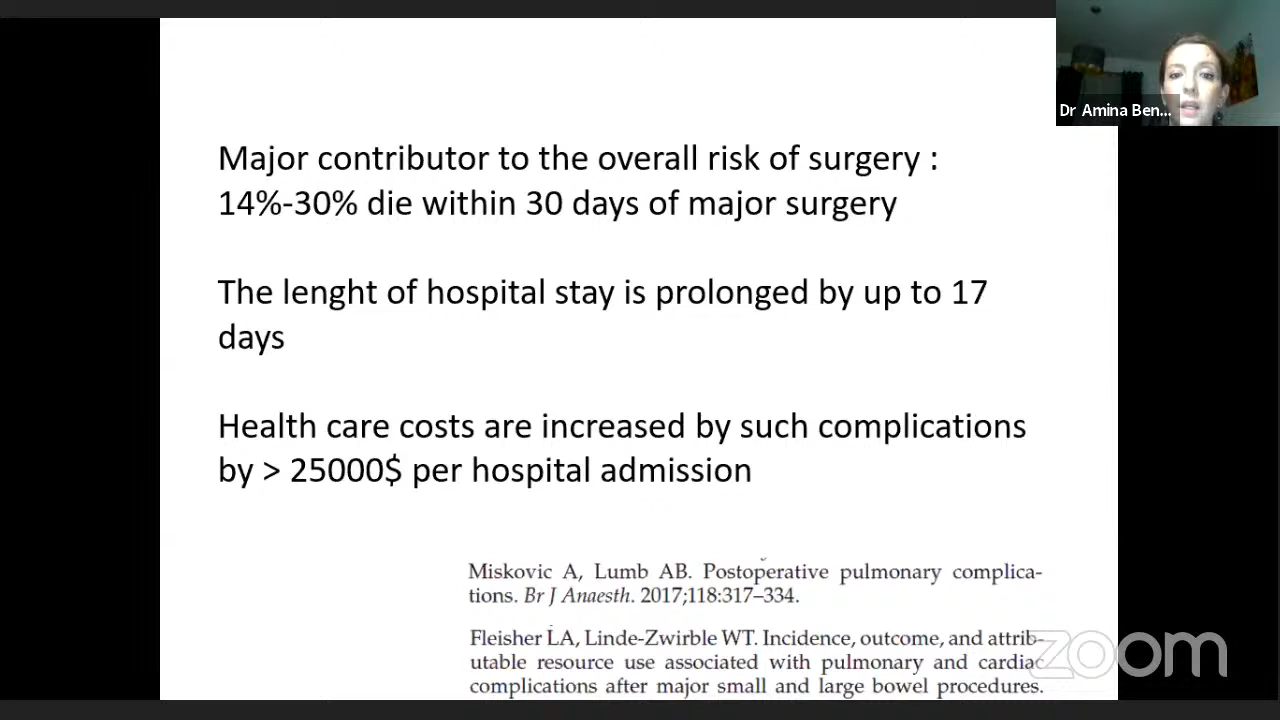 Dr Amina Ben...
Major contributor to the overall risk of surgery :
14%-30% die within 30 days of major surgery
The lenght of hospital stay is prolonged by up to 17
days
Health care costs are increased by such complications
by > 25000$ per hospital admission
Miskovic A, Lumb AB. Postoperative pulmonary complica-
tions. Br J Anaesth. 2017;118:317–334.
Fleisher LA, Linde-Zwirble WT. Incidence, outcome, and attrib-
utable resource use associated with pulmonary and cardiac
complications after major small and large bowel procedures.
zoom